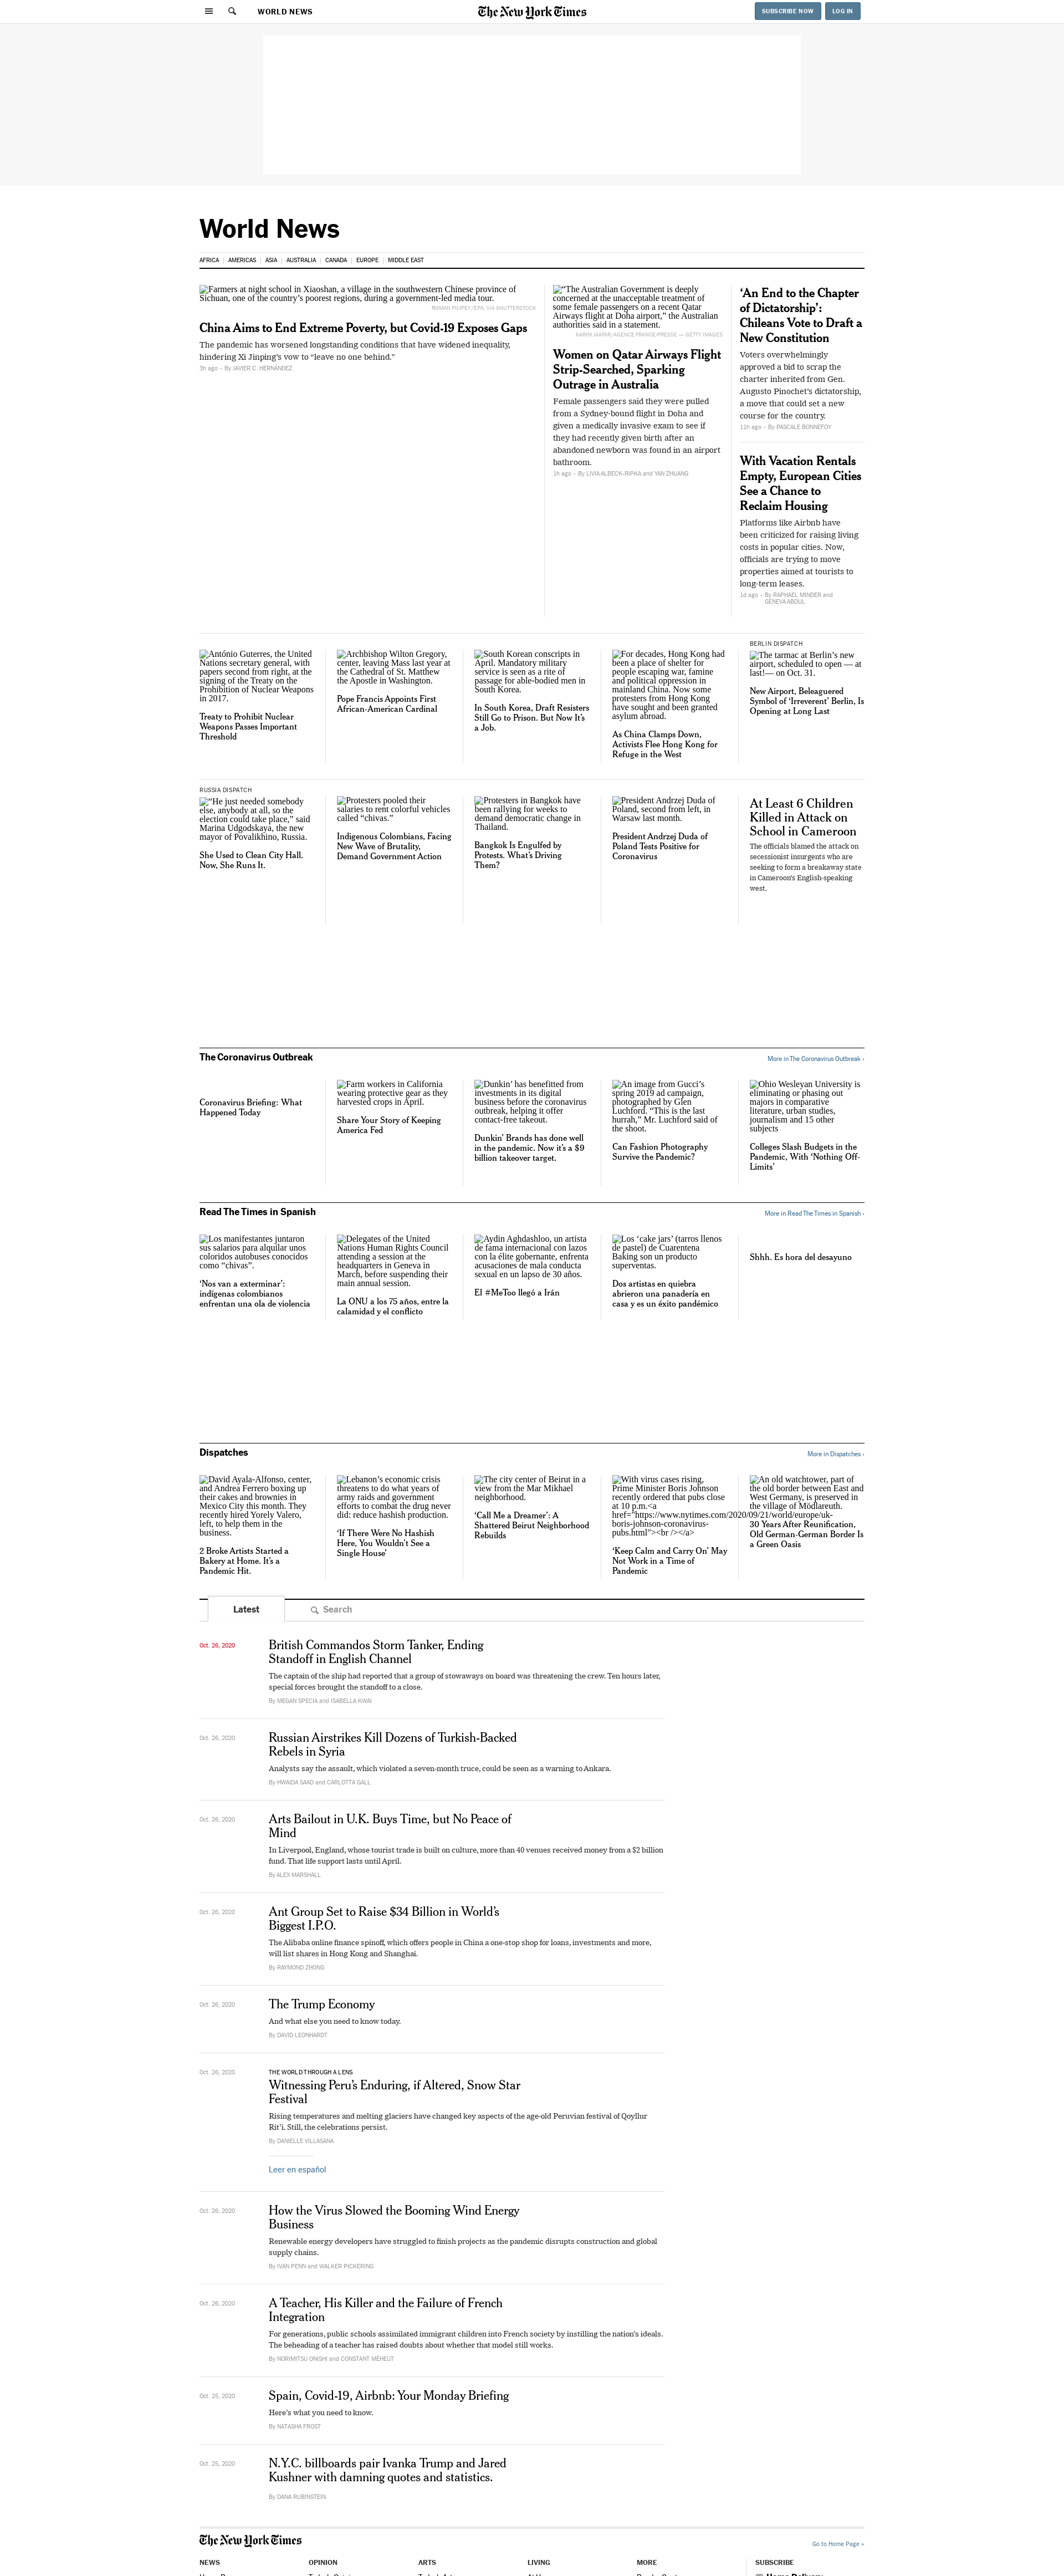 WORLD NEWS
The New York Times
SUBSCRIBE NOW
LOG IN
World News
AFRICA
AMERICAS
ASIA
AUSTRALIA
CANADA
EUROPE
MIDDLE EAST
Farmers at night school in Xiaoshan, a village in the southwestern Chinese province of
Sichuan, one of the country’s poorest regions, during a government-led media tour.
ROMAN PILIPEY/EPA, VIA SHUTTERSTOCK
China Aims to End Extreme Poverty, but Covid-19 Exposes Gaps
The pandemic has worsened longstanding conditions that have widened inequality,
hindering Xi Jinping’s vow to “leave no one behind.”
3h ago
By JAVIER C. HERNÁNDEZ
“The Australian Government is deeply
concerned at the unacceptable treatment of
some female passengers on a recent Qatar
Airways flight at Doha airport,” the Australian
authorities said in a statement.
KARIM JAAFAR/AGENCE FRANCE-PRESSE — GETTY IMAGES
Women on Qatar Airways Flight
Strip-Searched, Sparking
Outrage in Australia
Female passengers said they were pulled
from a Sydney-bound flight in Doha and
given a medically invasive exam to see if
they had recently given birth after an
abandoned newborn was found in an airport
bathroom.
1h ago
By LIVIA ALBECK-RIPKA and YAN ZHUANG
‘An End to the Chapter
of Dictatorship’:
Chileans Vote to Draft a
New Constitution
Voters overwhelmingly
approved a bid to scrap the
charter inherited from Gen.
Augusto Pinochet’s dictatorship,
a move that could set a new
course for the country.
11h ago
By PASCALE BONNEFOY
With Vacation Rentals
Empty, European Cities
See a Chance to
Reclaim Housing
Platforms like Airbnb have
been criticized for raising living
costs in popular cities. Now,
officials are trying to move
properties aimed at tourists to
long-term leases.
1d ago
By RAPHAEL MINDER and
GENEVA ABDUL
António Guterres, the United
Nations secretary general, with
papers second from right, at the
signing of the Treaty on the
Prohibition of Nuclear Weapons
in 2017.
Treaty to Prohibit Nuclear
Weapons Passes Important
Threshold
Archbishop Wilton Gregory,
center, leaving Mass last year at
the Cathedral of St. Matthew
the Apostle in Washington.
Pope Francis Appoints First
African-American Cardinal
South Korean conscripts in
April. Mandatory military
service is seen as a rite of
passage for able-bodied men in
South Korea.
In South Korea, Draft Resisters
Still Go to Prison. But Now It’s
a Job.
For decades, Hong Kong had
been a place of shelter for
people escaping war, famine
and political oppression in
mainland China. Now some
protesters from Hong Kong
have sought and been granted
asylum abroad.
As China Clamps Down,
Activists Flee Hong Kong for
Refuge in the West
BERLIN DISPATCH
The tarmac at Berlin’s new
airport, scheduled to open — at
last!— on Oct. 31.
New Airport, Beleaguered
Symbol of ‘Irreverent’ Berlin, Is
Opening at Long Last
RUSSIA DISPATCH
“He just needed somebody
else, anybody at all, so the
election could take place,” said
Marina Udgodskaya, the new
mayor of Povalikhino, Russia.
She Used to Clean City Hall.
Now, She Runs It.
Protesters pooled their
salaries to rent colorful vehicles
called “chivas.”
Indigenous Colombians, Facing
New Wave of Brutality,
Demand Government Action
Protesters in Bangkok have
been rallying for weeks to
demand democratic change in
Thailand.
Bangkok Is Engulfed by
Protests. What’s Driving
Them?
President Andrzej Duda of
Poland, second from left, in
Warsaw last month.
President Andrzej Duda of
Poland Tests Positive for
Coronavirus
At Least 6 Children
Killed in Attack on
School in Cameroon
The officials blamed the attack on
secessionist insurgents who are
seeking to form a breakaway state
in Cameroon’s English-speaking
west.
The Coronavirus Outbreak
More in The Coronavirus Outbreak ›
Coronavirus Briefing: What
Happened Today
Farm workers in California
wearing protective gear as they
harvested crops in April.
Share Your Story of Keeping
America Fed
Dunkin’ has benefitted from
investments in its digital
business before the coronavirus
outbreak, helping it offer
contact-free takeout.
Dunkin’ Brands has done well
in the pandemic. Now it’s a $9
billion takeover target.
An image from Gucci’s
spring 2019 ad campaign,
photographed by Glen
Luchford. “This is the last
hurrah,” Mr. Luchford said of
the shoot.
Can Fashion Photography
Survive the Pandemic?
Ohio Wesleyan University is
eliminating or phasing out
majors in comparative
literature, urban studies,
journalism and 15 other
subjects
Colleges Slash Budgets in the
Pandemic, With ‘Nothing Off-
Limits’
Read The Times in Spanish
More in Read The Times in Spanish ›
Los manifestantes juntaron
sus salarios para alquilar unos
coloridos autobuses conocidos
como “chivas”.
‘Nos van a exterminar’:
indígenas colombianos
enfrentan una ola de violencia
Delegates of the United
Nations Human Rights Council
attending a session at the
headquarters in Geneva in
March, before suspending their
main annual session.
La ONU a los 75 años, entre la
calamidad y el conflicto
Aydin Aghdashloo, un artista
de fama internacional con lazos
con la élite gobernante, enfrenta
acusaciones de mala conducta
sexual en un lapso de 30 años.
El #MeToo llegó a Irán
Los ‘cake jars’ (tarros llenos
de pastel) de Cuarentena
Baking son un producto
superventas.
Dos artistas en quiebra
abrieron una panadería en
casa y es un éxito pandémico
Shhh. Es hora del desayuno
Dispatches
More in Dispatches ›
David Ayala-Alfonso, center,
and Andrea Ferrero boxing up
their cakes and brownies in
Mexico City this month. They
recently hired Yorely Valero,
left, to help them in the
business.
2 Broke Artists Started a
Bakery at Home. It’s a
Pandemic Hit.
Lebanon’s economic crisis
threatens to do what years of
army raids and government
efforts to combat the drug never
did: reduce hashish production.
‘If There Were No Hashish
Here, You Wouldn’t See a
Single House’
The city center of Beirut in a
view from the Mar Mikhael
neighborhood.
‘Call Me a Dreamer’: A
Shattered Beirut Neighborhood
Rebuilds
With virus cases rising,
Prime Minister Boris Johnson
recently ordered that pubs close
at 10 p.m.<a
href="https://www.nytimes.com/2020/09/21/world/europe/uk-
boris-johnson-coronavirus-
pubs.html"><br /></a>
‘Keep Calm and Carry On’ May
Not Work in a Time of
Pandemic
An old watchtower, part of
the old border between East and
West Germany, is preserved in
the village of Mödlareuth.
30 Years After Reunification,
Old German-German Border Is
a Green Oasis
Latest
Search
Oct. 26, 2020
British Commandos Storm Tanker, Ending
Standoff in English Channel
The captain of the ship had reported that a group of stowaways on board was threatening the crew. Ten hours later,
special forces brought the standoff to a close.
By MEGAN SPECIA and ISABELLA KWAI
Oct. 26, 2020
Russian Airstrikes Kill Dozens of Turkish-Backed
Rebels in Syria
Analysts say the assault, which violated a seven-month truce, could be seen as a warning to Ankara.
By HWAIDA SAAD and CARLOTTA GALL
Oct. 26, 2020
Arts Bailout in U.K. Buys Time, but No Peace of
Mind
In Liverpool, England, whose tourist trade is built on culture, more than 40 venues received money from a $2 billion
fund. That life support lasts until April.
By ALEX MARSHALL
Oct. 26, 2020
Ant Group Set to Raise $34 Billion in World’s
Biggest I.P.O.
The Alibaba online finance spinoff, which offers people in China a one-stop shop for loans, investments and more,
will list shares in Hong Kong and Shanghai.
By RAYMOND ZHONG
Oct. 26, 2020
The Trump Economy
And what else you need to know today.
By DAVID LEONHARDT
Oct. 26, 2020
THE WORLD THROUGH A LENS
Witnessing Peru’s Enduring, if Altered, Snow Star
Festival
Rising temperatures and melting glaciers have changed key aspects of the age-old Peruvian festival of Qoyllur
Rit’i. Still, the celebrations persist.
By DANIELLE VILLASANA
Leer en español
Oct. 26, 2020
How the Virus Slowed the Booming Wind Energy
Business
Renewable energy developers have struggled to finish projects as the pandemic disrupts construction and global
supply chains.
By IVAN PENN and WALKER PICKERING
Oct. 26, 2020
A Teacher, His Killer and the Failure of French
Integration
For generations, public schools assimilated immigrant children into French society by instilling the nation’s ideals.
The beheading of a teacher has raised doubts about whether that model still works.
By NORIMITSU ONISHI and CONSTANT MÉHEUT
Oct. 25, 2020
Spain, Covid-19, Airbnb: Your Monday Briefing
Here’s what you need to know.
By NATASHA FROST
Oct. 25, 2020
N.Y.C. billboards pair Ivanka Trump and Jared
Kushner with damning quotes and statistics.
By DANA RUBINSTEIN
The New York Times
Go to Home Page »
NEWS
OPINION
ARTS
LIVING
MORE
SUBSCRIBE